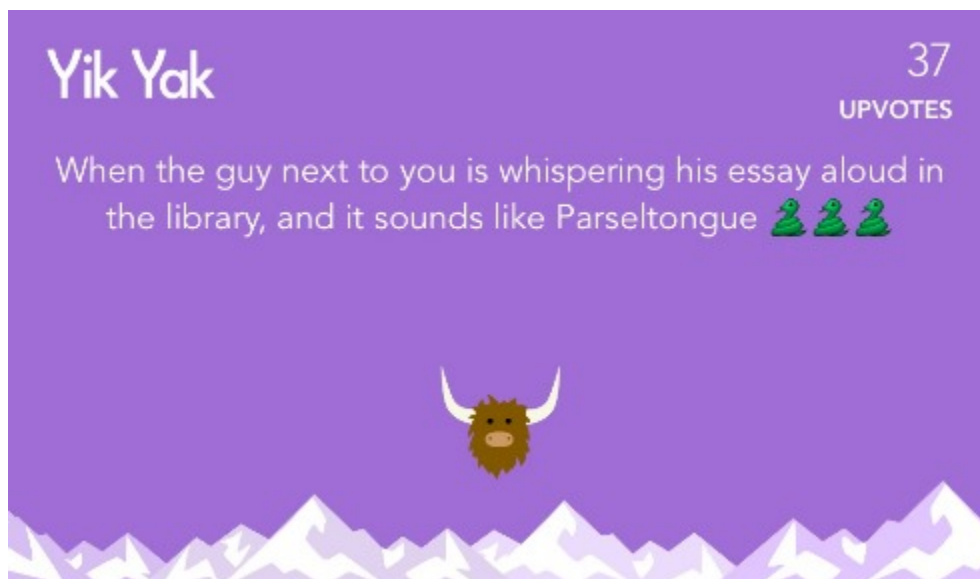 Yik Yak
37
UPVOTES
When the guy next to you is whispering his essay aloud in
the library, and it sounds like Parseltongue 🐍🐍🐍